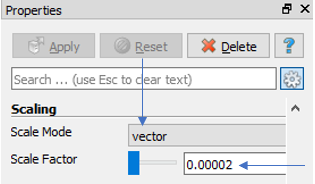 Properties
Apply Reset Delete ?
Search ... (use Esc to clear text)
Scaling
Scale Mode vector
Scale Factor 0.00002